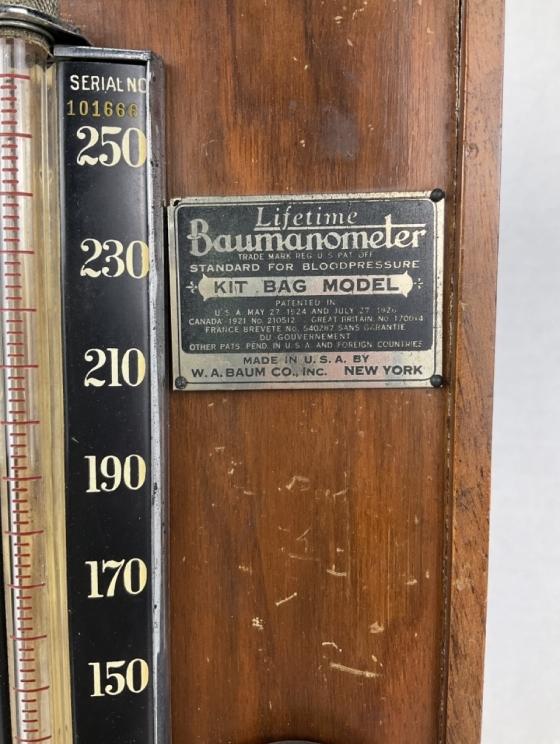 SERIAL NO
101666
250
230
210
190
170
150
Lifetime
Baumanometer
TRADE MARK REG U.S. PAT. OFF
STANDARD FOR BLOODPRESSURE
KIT BAG MODEL
PATENTED IN
U.S.A. MAY 27, 1924 AND JULY 27, 1926
CANADA 1921 No. 210512 GREAT BRITAIN No.
FRANCE BREVETE No. 540287 SANS GARANTIE
DU GOUVERNEMENT
OTHER PATS. PEND. IN U.S.A. AND FOREIGN COUNTRIES
MADE IN U.S.A. BY
W. A. BAUM CO., INC. NEW YORK